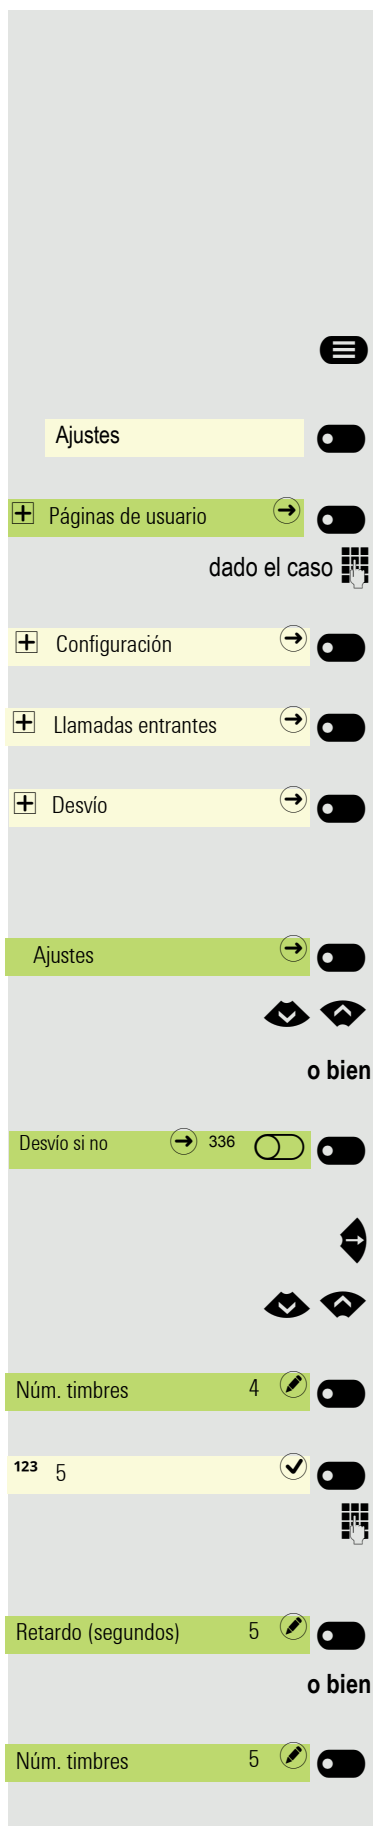 Ajustes
Páginas de usuario
dado el caso
Configuración
Llamadas entrantes
Desvío
Ajustes
o bien
Desvío si no 336
Núm. timbres 4
123 5
Retardo (segundos) 5
o bien
Núm. timbres 5